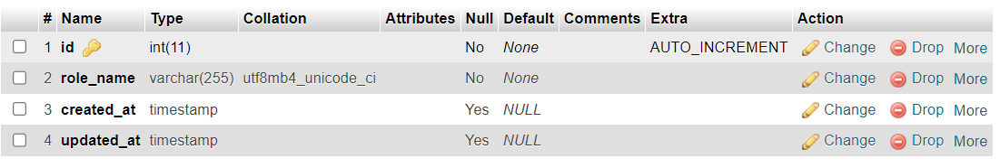 # Name Type Collation Attributes Null Default Comments Extra Action
1 id int(11) No None AUTO_INCREMENT Change Drop More
2 role_name varchar(255) utf8mb4_unicode_ci No None Change Drop More
3 created_at timestamp Yes NULL Change Drop More
4 updated_at timestamp Yes NULL Change Drop More